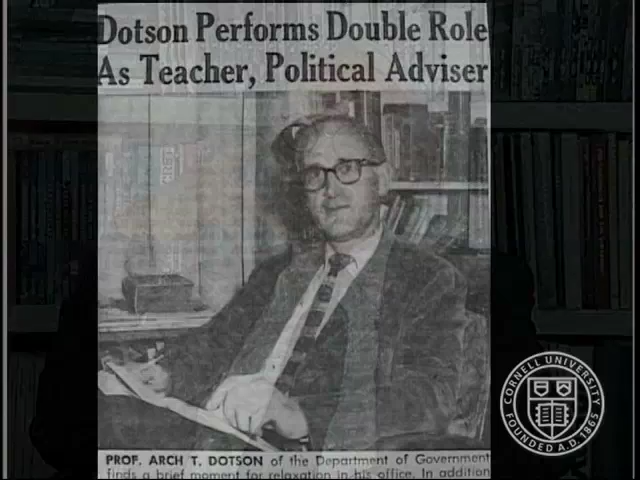 Dotson Performs Double Role
As Teacher, Political Adviser
PROF. ARCH T. DOTSON of the Department of Government
finds a brief moment for relaxation in his office. In addition
CORNELL UNIVERSITY
FOUNDED A.D. 1865